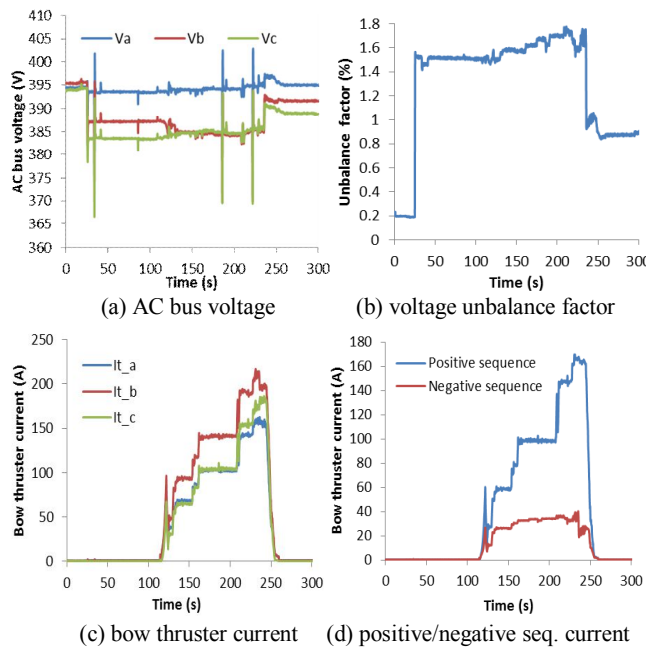 AC bus voltage (V)
405
400
395
390
385
380
375
370
365
360
Va Vb Vc
0 50 100 150 200 250 300
Time (s)
(a) AC bus voltage
Unbalance factor (%)
2
1.8
1.6
1.4
1.2
1
0.8
0.6
0.4
0.2
0
0 50 100 150 200 250 300
Time (s)
(b) voltage unbalance factor
Bow thruster current (A)
250
200
150
100
50
0
It_a
It_b
It_c
0 50 100 150 200 250 300
Time (s)
(c) bow thruster current
Bow thruster current (A)
180
160
140
120
100
80
60
40
20
0
Positive sequence
Negative sequence
0 50 100 150 200 250 300
Time (s)
(d) positive/negative seq. current